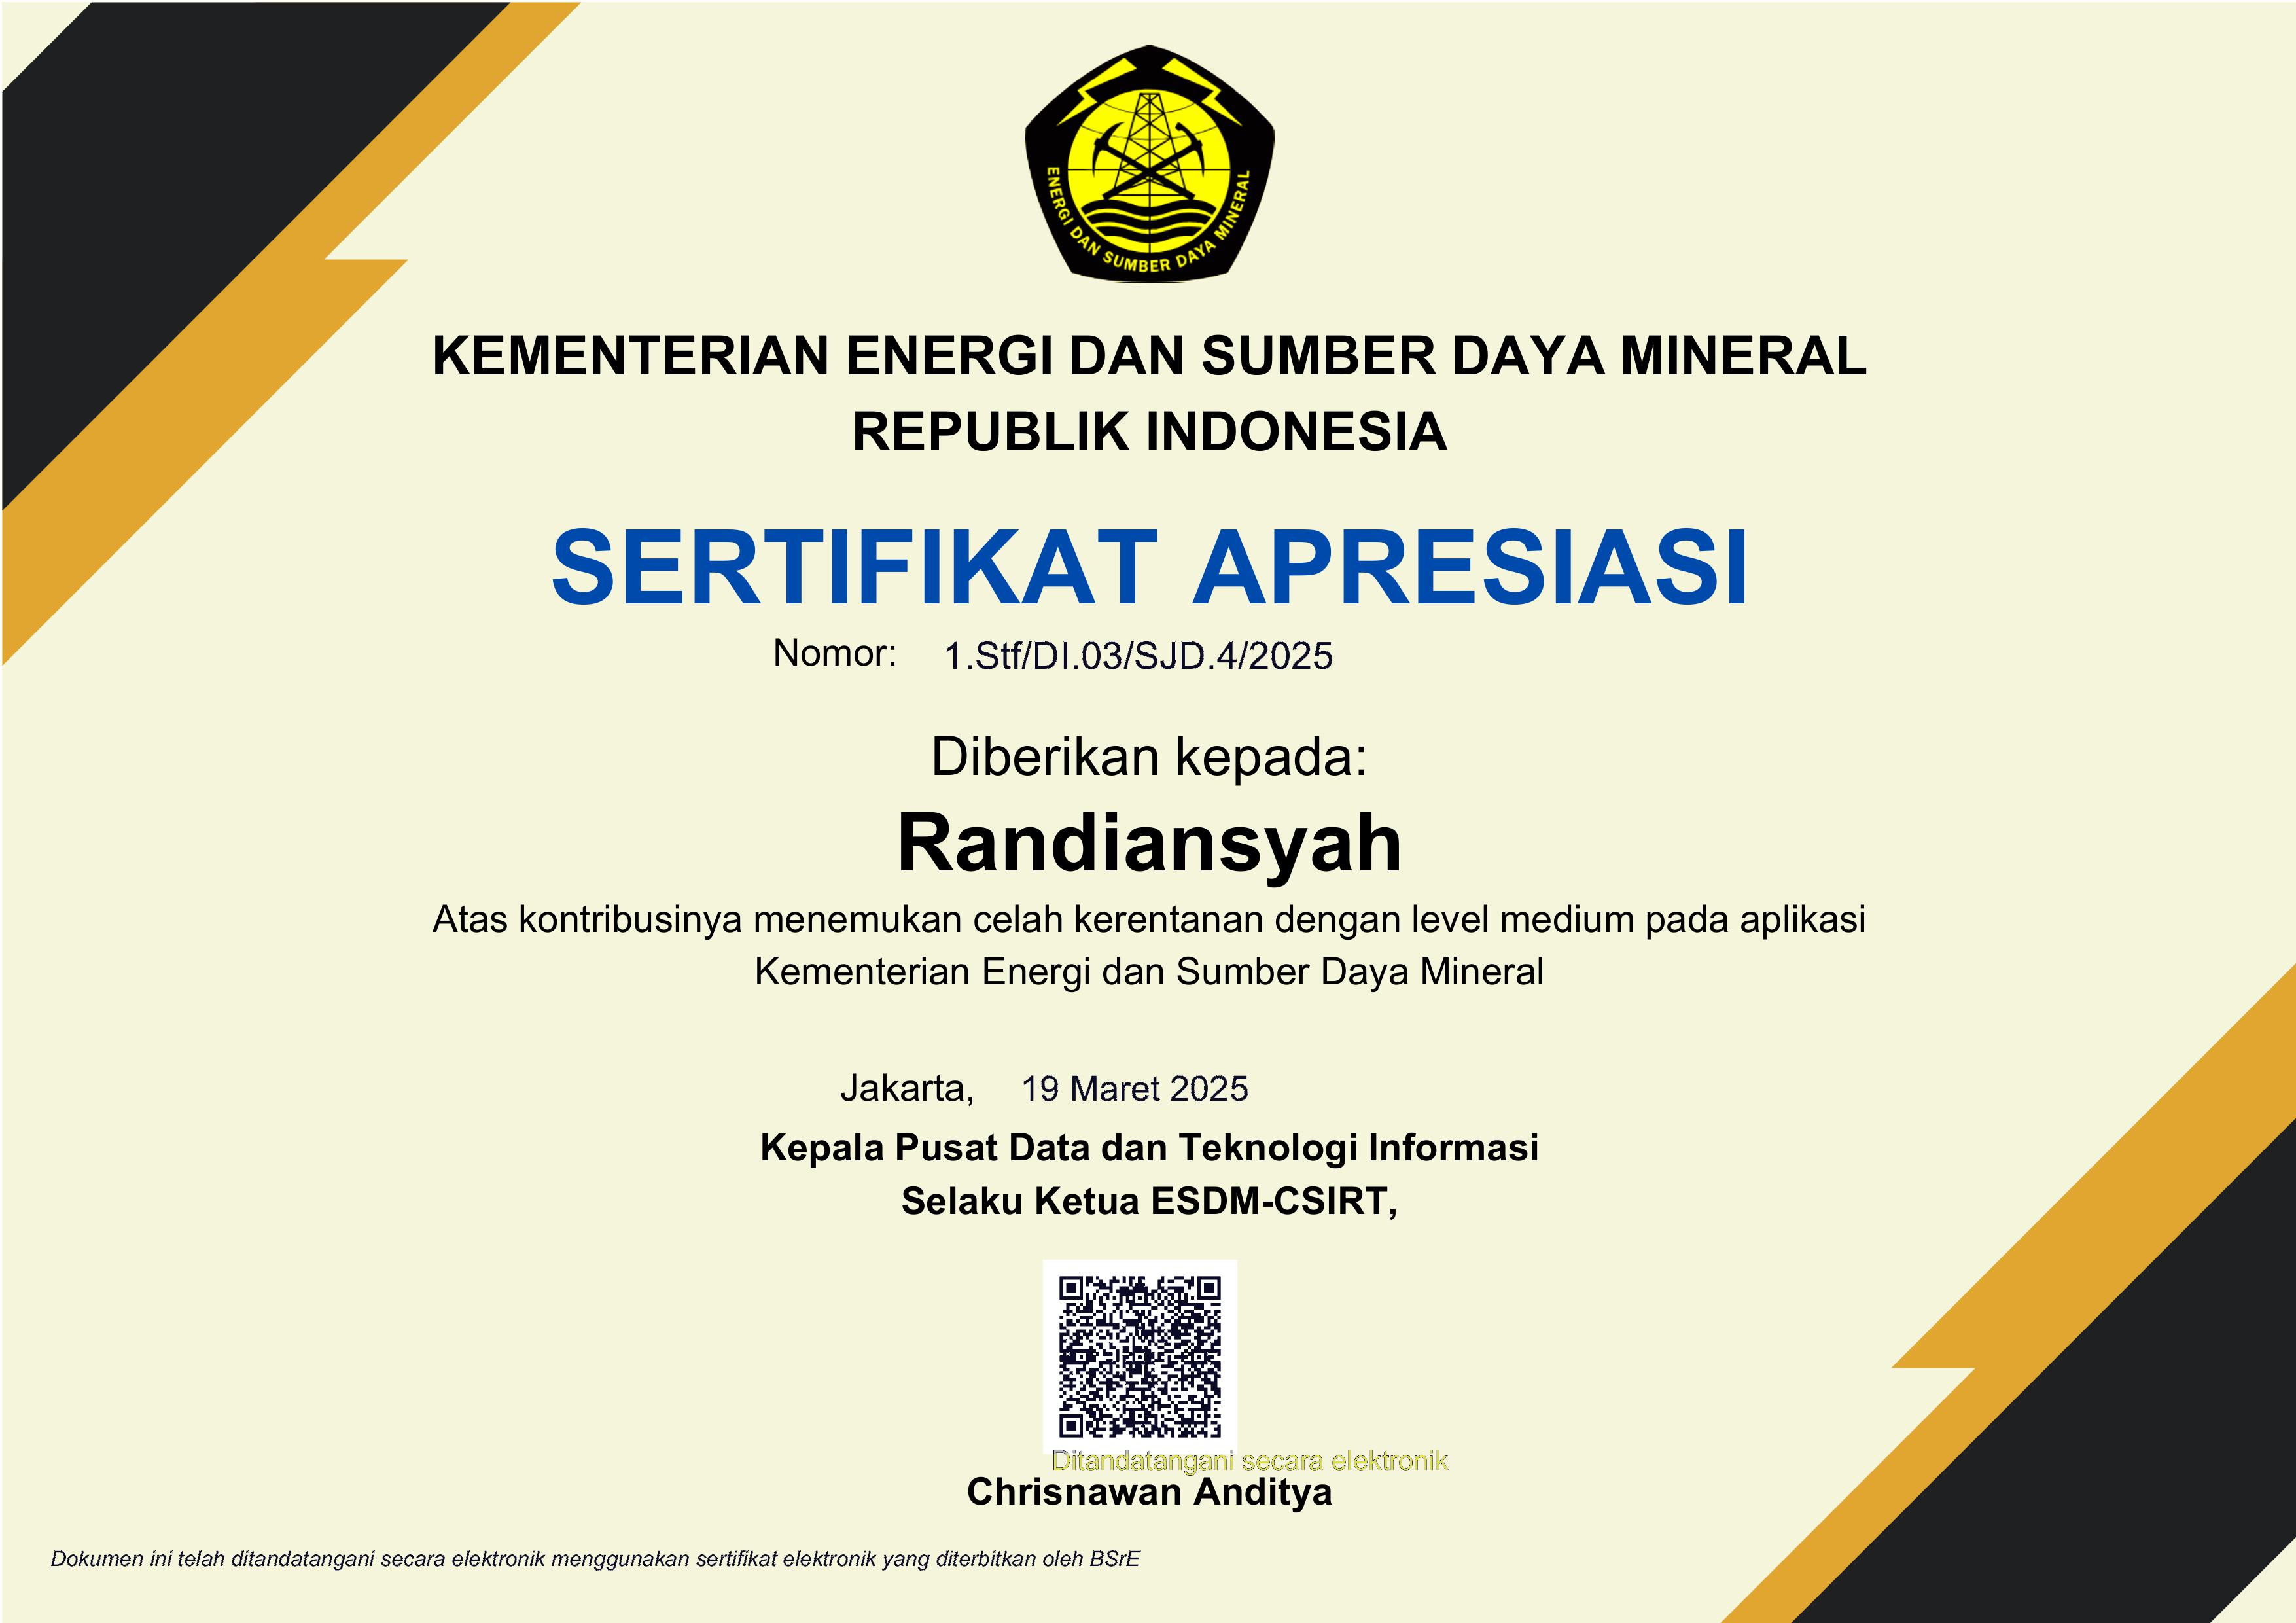 ENERGI DAN SUMBER DAYA MINERAL
KEMENTERIAN ENERGI DAN SUMBER DAYA MINERAL
REPUBLIK INDONESIA
SERTIFIKAT APRESIASI
Nomor: 1.Stf/DI.03/SJD.4/2025
Diberikan kepada:
Randiansyah
Atas kontribusinya menemukan celah kerentanan dengan level medium pada aplikasi
Kementerian Energi dan Sumber Daya Mineral
Jakarta, 19 Maret 2025
Kepala Pusat Data dan Teknologi Informasi
Selaku Ketua ESDM-CSIRT,
Ditandatangani secara elektronik
Chrisnawan Anditya
Dokumen ini telah ditandatangani secara elektronik menggunakan sertifikat elektronik yang diterbitkan oleh BSrE